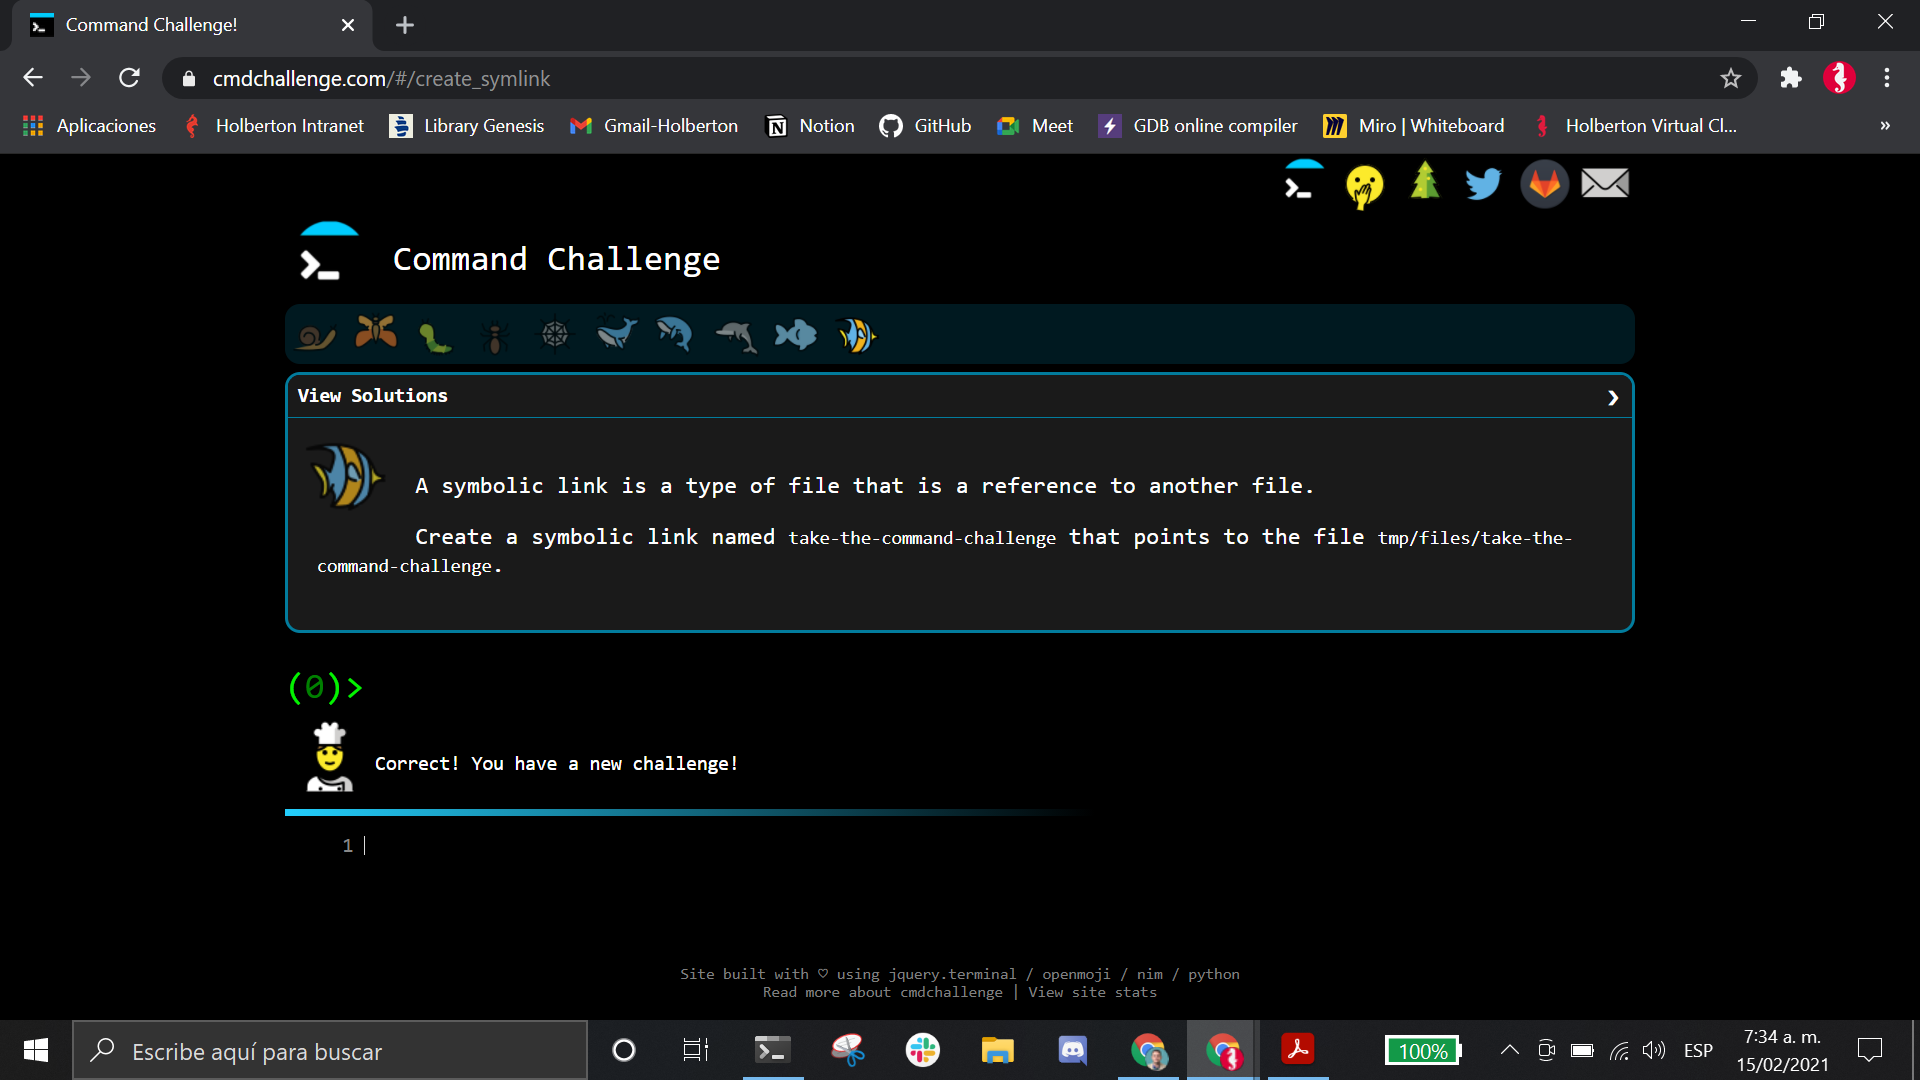 Command Challenge!
cmdchallenge.com/#/create_symlink
Aplicaciones Holberton Intranet Library Genesis Gmail-Holberton Notion GitHub Meet GDB online compiler Miro | Whiteboard Holberton Virtual Cl... »
Command Challenge
View Solutions
A symbolic link is a type of file that is a reference to another file.
Create a symbolic link named take-the-command-challenge that points to the file tmp/files/take-the-
command-challenge.
(0)>
Correct! You have a new challenge!
1
Site built with ♡ using jquery.terminal / openmoji / nim / python
Read more about cmdchallenge | View site stats
Escribe aquí para buscar
100%
ESP
7:34 a. m.
15/02/2021